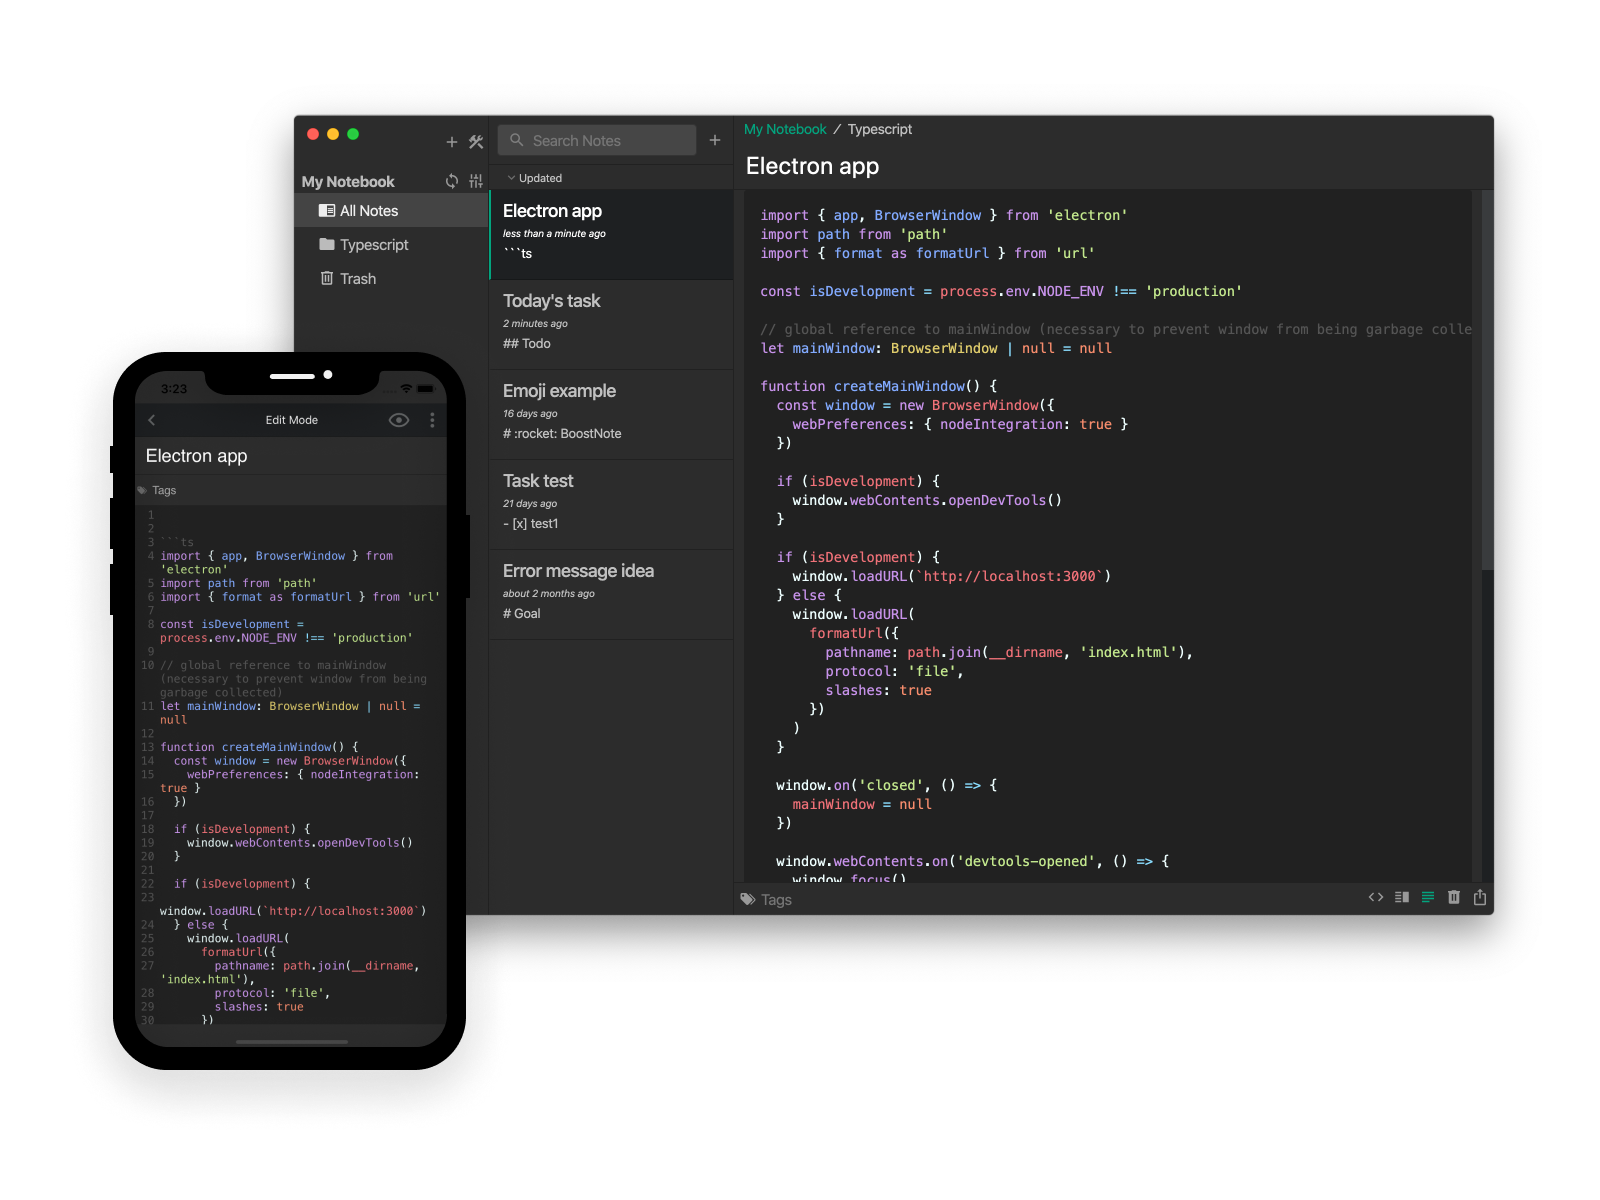 My Notebook
All Notes
Typescript
Trash
Search Notes
Updated
Electron app
less than a minute ago
```ts
Today's task
2 minutes ago
## Todo
Emoji example
16 days ago
# :rocket: BoostNote
Task test
21 days ago
- [x] test1
Error message idea
about 2 months ago
# Goal
My Notebook / Typescript
Electron app
import { app, BrowserWindow } from 'electron'
import path from 'path'
import { format as formatUrl } from 'url'
const isDevelopment = process.env.NODE_ENV !== 'production'
// global reference to mainWindow (necessary to prevent window from being garbage colle
let mainWindow: BrowserWindow | null = null
function createMainWindow() {
const window = new BrowserWindow({
webPreferences: { nodeIntegration: true }
})
if (isDevelopment) {
window.webContents.openDevTools()
}
if (isDevelopment) {
window.loadURL(`http://localhost:3000`)
} else {
window.loadURL(
formatUrl({
pathname: path.join(__dirname, 'index.html'),
protocol: 'file',
slashes: true
})
)
}
window.on('closed', () => {
mainWindow = null
})
window.webContents.on('devtools-opened', () => {
window.focus()
Tags
3:23
Edit Mode
Electron app
Tags
1
2
3 ```ts
4 import { app, BrowserWindow } from
'electron'
5 import path from 'path'
6 import { format as formatUrl } from 'url'
7
8 const isDevelopment =
process.env.NODE_ENV !== 'production'
9
10 // global reference to mainWindow
(necessary to prevent window from being
garbage collected)
11 let mainWindow: BrowserWindow | null =
null
12
13 function createMainWindow() {
14 const window = new BrowserWindow({
15 webPreferences: { nodeIntegration:
true }
16 })
17
18 if (isDevelopment) {
19 window.webContents.openDevTools()
20 }
21
22 if (isDevelopment) {
23
window.loadURL(`http://localhost:3000`)
24 } else {
25 window.loadURL(
26 formatUrl({
27 pathname: path.join(__dirname,
'index.html'),
28 protocol: 'file',
29 slashes: true
30 })